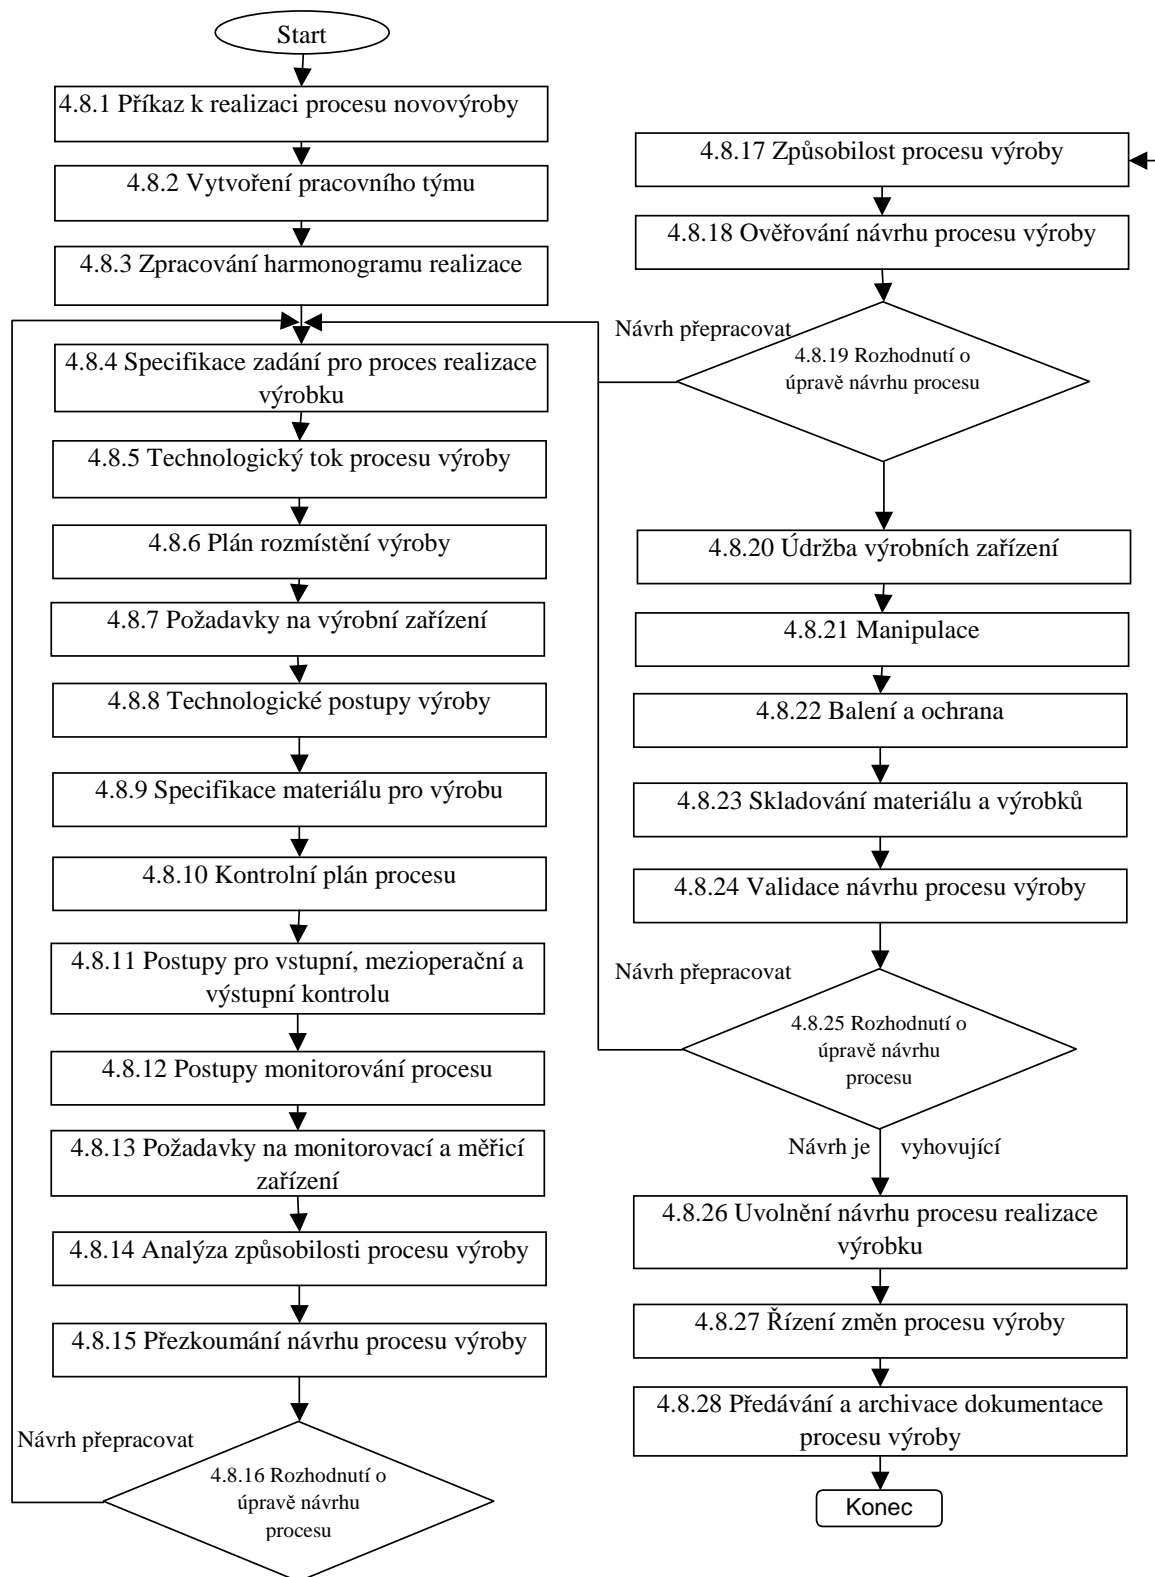 Start
4.8.1 Příkaz k realizaci procesu novovýroby
4.8.2 Vytvoření pracovního týmu
4.8.3 Zpracování harmonogramu realizace
4.8.4 Specifikace zadání pro proces realizace
výrobku
4.8.5 Technologický tok procesu výroby
4.8.6 Plán rozmístění výroby
4.8.7 Požadavky na výrobní zařízení
4.8.8 Technologické postupy výroby
4.8.9 Specifikace materiálu pro výrobu
4.8.10 Kontrolní plán procesu
4.8.11 Postupy pro vstupní, mezioperační a
výstupní kontrolu
4.8.12 Postupy monitorování procesu
4.8.13 Požadavky na monitorovací a měřicí
zařízení
4.8.14 Analýza způsobilosti procesu výroby
4.8.15 Přezkoumání návrhu procesu výroby
Návrh přepracovat
4.8.16 Rozhodnutí o
úpravě návrhu
procesu
4.8.17 Způsobilost procesu výroby
4.8.18 Ověřování návrhu procesu výroby
Návrh přepracovat
4.8.19 Rozhodnutí o
úpravě návrhu procesu
4.8.20 Údržba výrobních zařízení
4.8.21 Manipulace
4.8.22 Balení a ochrana
4.8.23 Skladování materiálu a výrobků
4.8.24 Validace návrhu procesu výroby
Návrh přepracovat
4.8.25 Rozhodnutí o
úpravě návrhu
procesu
Návrh je vyhovující
4.8.26 Uvolnění návrhu procesu realizace
výrobku
4.8.27 Řízení změn procesu výroby
4.8.28 Předávání a archivace dokumentace
procesu výroby
Konec